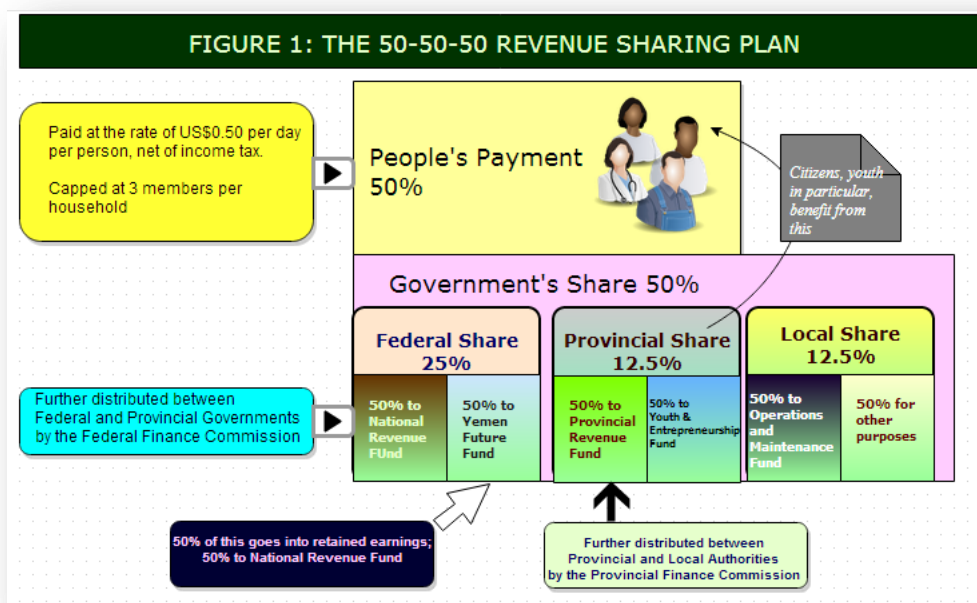 FIGURE 1: THE 50-50-50 REVENUE SHARING PLAN
Paid at the rate of US$0.50 per day
per person, net of income tax.
Capped at 3 members per
household
People's Payment
50%
Citizens, youth
in particular,
benefit from
this
Government's Share 50%
Federal Share
25%
Provincial Share
12.5%
Local Share
12.5%
Further distributed between
Federal and Provincial Governments
by the Federal Finance Commission
50% to
National
Revenue
FUnd
50% to
Yemen
Future
Fund
50% to
Provincial
Revenue
Fund
50% to
Youth &
Entrepreneurship
Fund
50% to
Operations
and
Maintenance
Fund
50% for
other
purposes
50% of this goes into retained earnings;
50% to National Revenue Fund
Further distributed between
Provincial and Local Authorities
by the Provincial Finance Commission